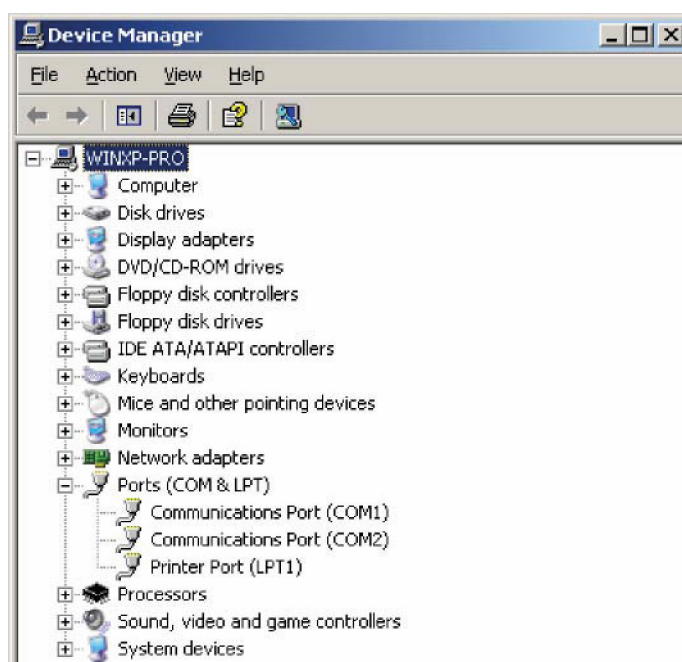 Device Manager
File Action View Help
WINXP-PRO
Computer
Disk drives
Display adapters
DVD/CD-ROM drives
Floppy disk controllers
Floppy disk drives
IDE ATA/ATAPI controllers
Keyboards
Mice and other pointing devices
Monitors
Network adapters
Ports (COM & LPT)
Communications Port (COM1)
Communications Port (COM2)
Printer Port (LPT1)
Processors
Sound, video and game controllers
System devices